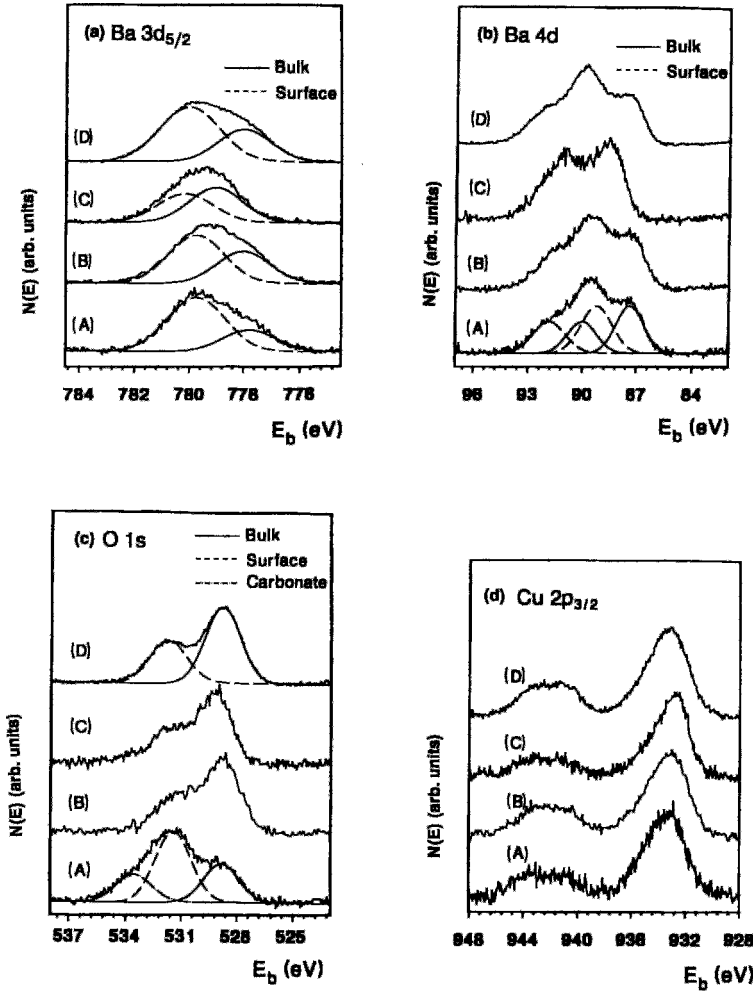 (a) Ba 3d5/2
Bulk
Surface
(D)
(C)
(B)
(A)
N(E) (arb. units)
784 782 780 778 776
Eb (eV)
(b) Ba 4d
Bulk
Surface
(D)
(C)
(B)
(A)
N(E) (arb. units)
96 93 90 87 84
Eb (eV)
(c) O 1s
Bulk
Surface
Carbonate
(D)
(C)
(B)
(A)
N(E) (arb. units)
537 534 531 528 525
Eb (eV)
(d) Cu 2p3/2
(D)
(C)
(B)
(A)
N(E) (arb. units)
948 944 940 936 932 928
Eb (eV)